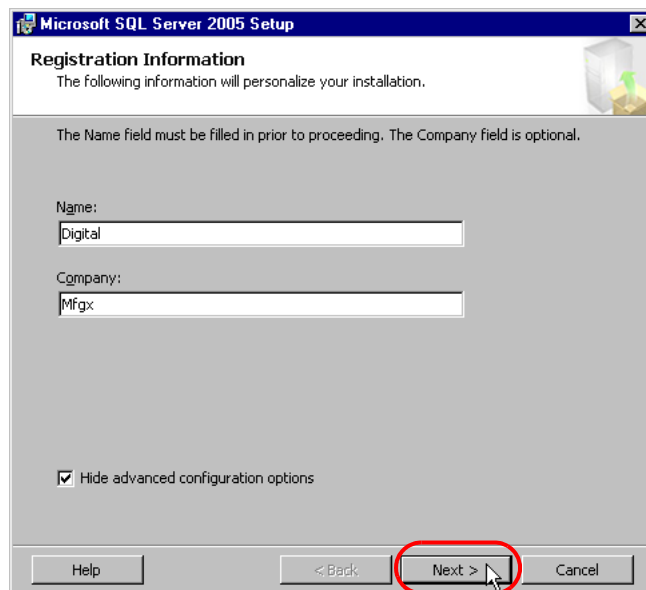 Microsoft SQL Server 2005 Setup
Registration Information
The following information will personalize your installation.
The Name field must be filled in prior to proceeding. The Company field is optional.
Name:
Digital
Company:
Mfgx
Hide advanced configuration options
Help
< Back
Next >
Cancel